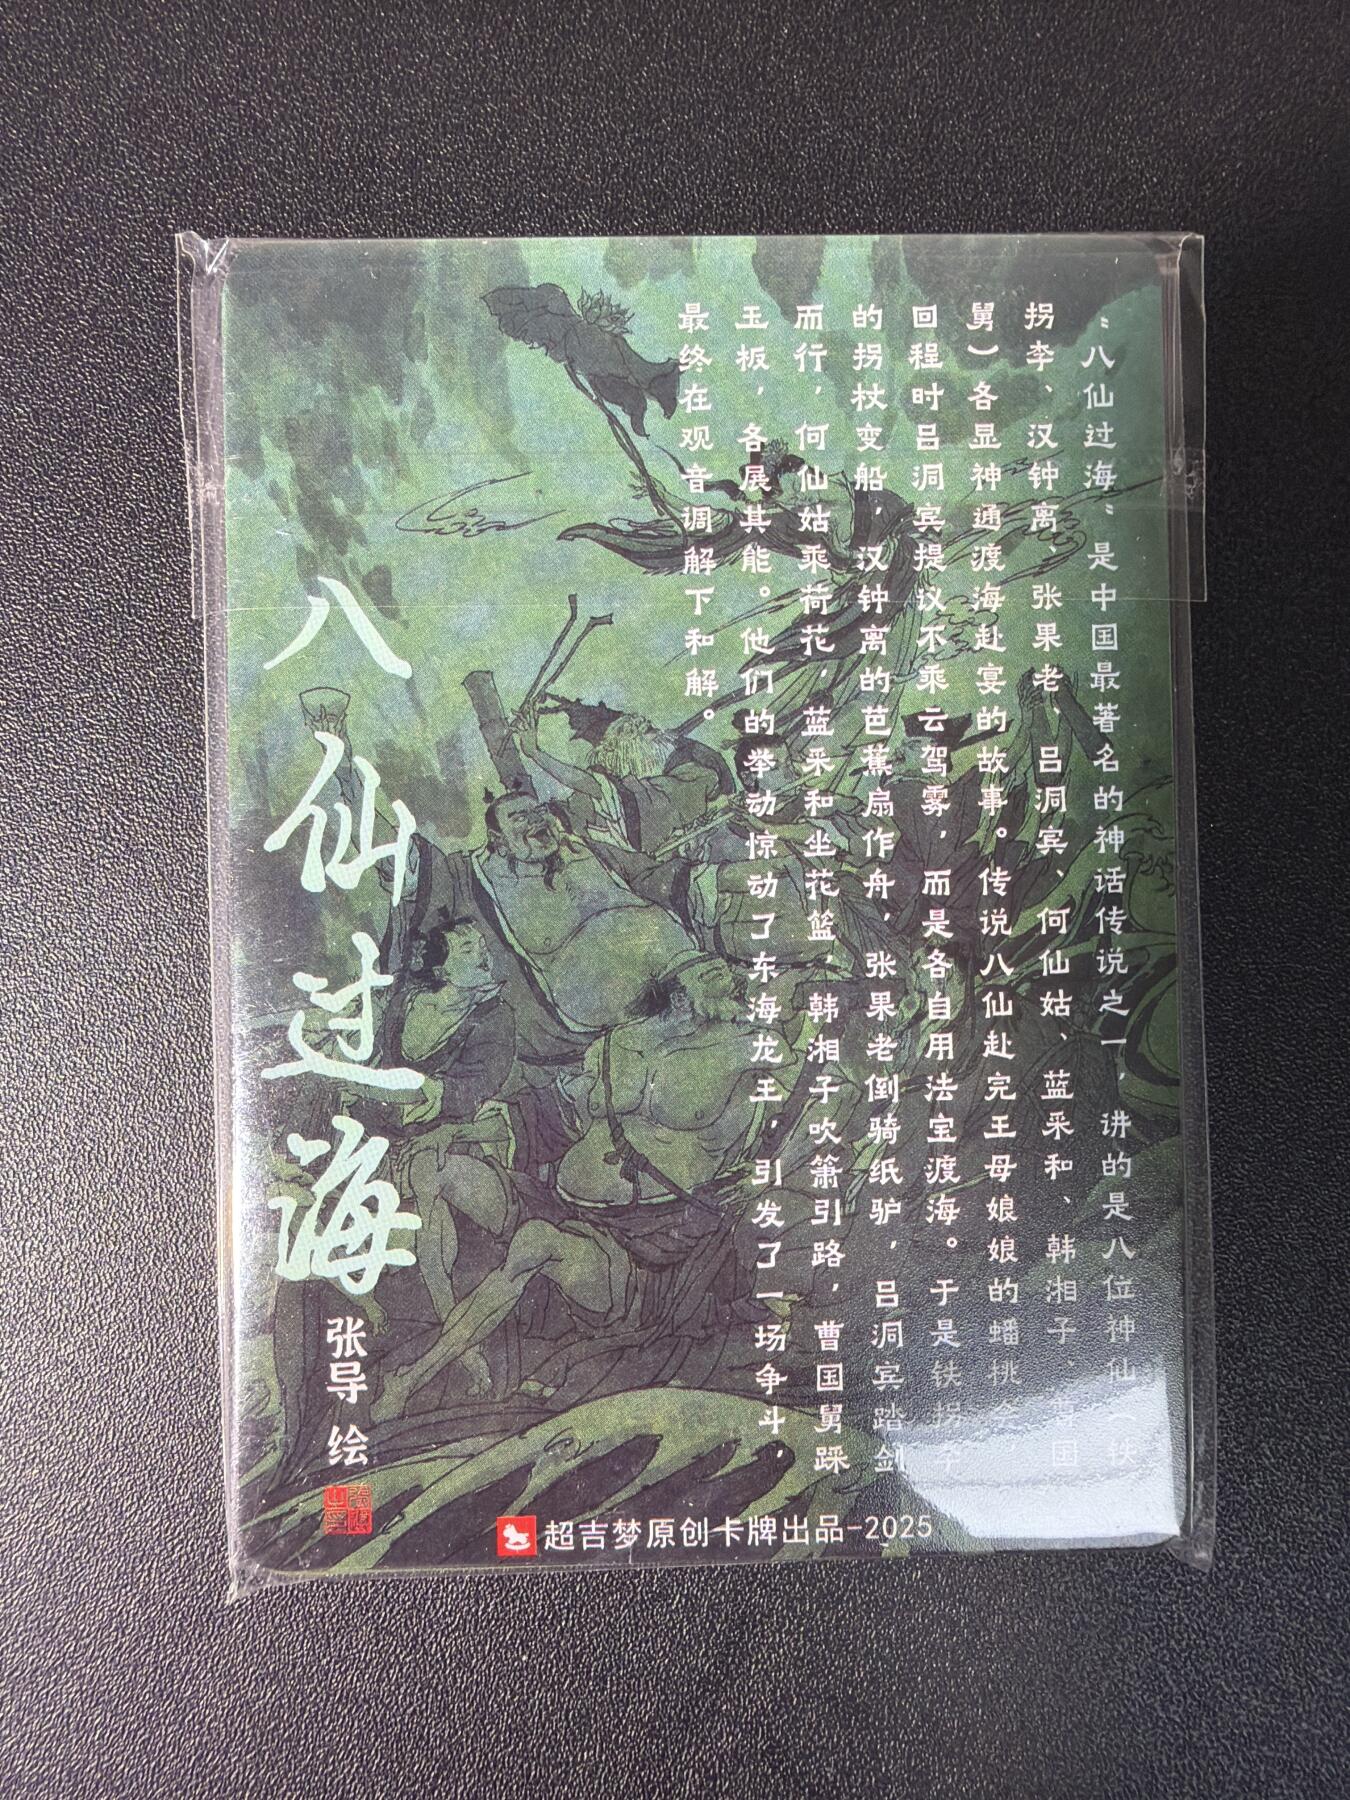 “八仙过海”是中国最著名的神话传说之一，讲的是八位神仙（铁
拐李、汉钟离、张果老、吕洞宾、何仙姑、蓝采和、韩湘子、曹国
舅）各显神通渡海赴宴的故事。传说八仙赴完王母娘娘的蟠桃会，
回程时吕洞宾提议不乘云驾雾，而是各自用法宝渡海。于是铁拐李
的拐杖变船，汉钟离的芭蕉扇作舟，张果老倒骑纸驴，吕洞宾踏剑
而行，何仙姑乘荷花，蓝采和坐花篮，韩湘子吹箫引路，曹国舅踩
玉板，各展其能。他们的举动惊动了东海龙王，引发了一场争斗，
最终在观音调解下和解。
八仙过海
张导 绘
超吉梦原创卡牌出品-2025